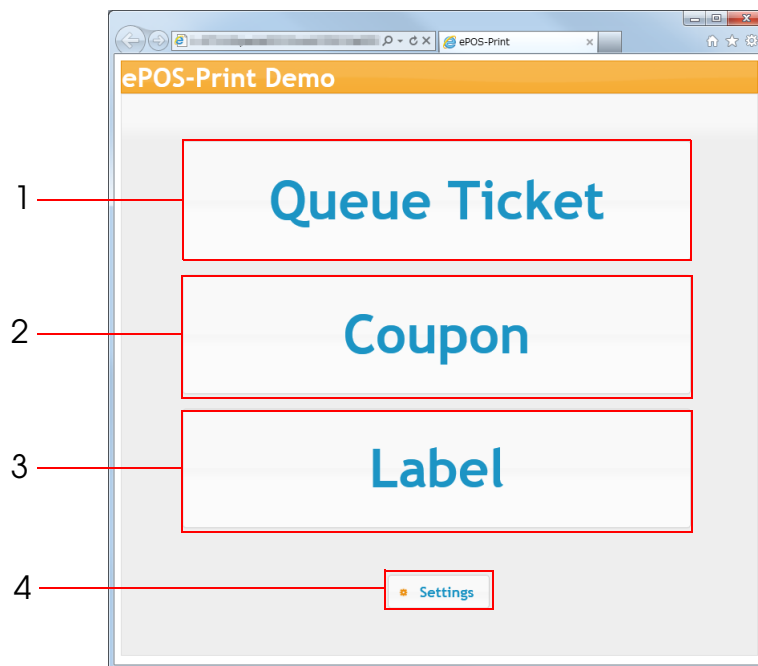 ePOS-Print
ePOS-Print Demo
1
Queue Ticket
2
Coupon
3
Label
4
Settings